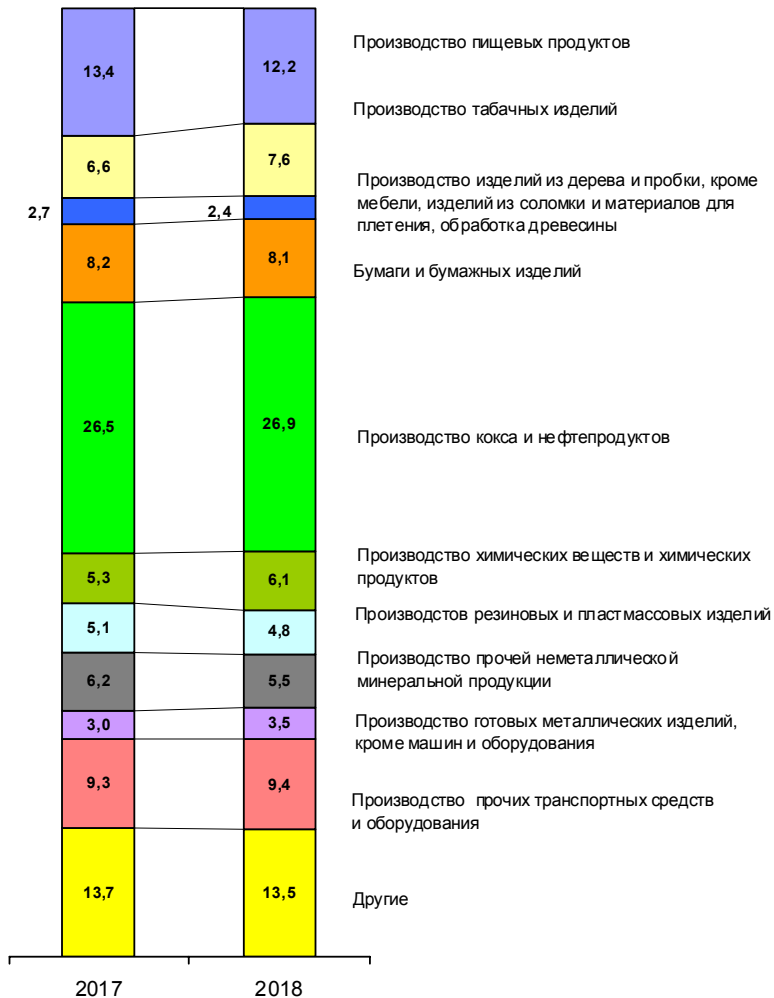 13,4
12,2
Производство пищевых продуктов
Производство табачных изделий
6,6
7,6
Производство изделий из дерева и пробки, кроме
мебели, изделий из соломки и материалов для
плетения, обработка древесины
2,7
2,4
8,2
8,1
Бумаги и бумажных изделий
26,5
26,9
Производство кокса и нефтепродуктов
5,3
6,1
Производство химических веществ и химических
продуктов
5,1
4,8
Производстов резиновых и пластмассовых изделий
6,2
5,5
Производство прочей неметаллической
минеральной продукции
3,0
3,5
Производство готовых металлических изделий,
кроме машин и оборудования
9,3
9,4
Производство прочих транспортных средств
и оборудования
13,7
13,5
Другие
2017
2018